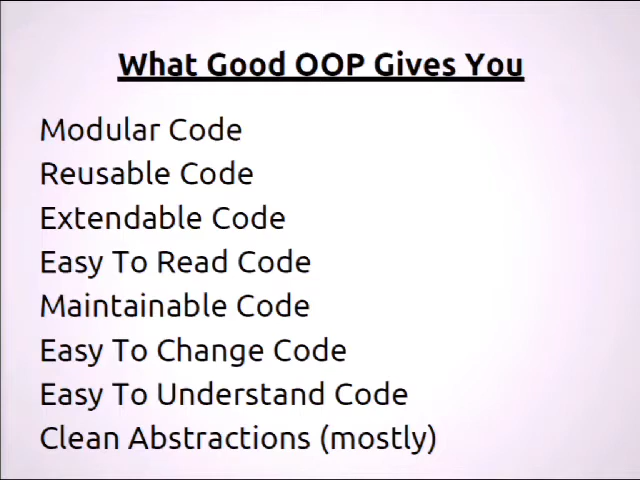 What Good OOP Gives You
Modular Code
Reusable Code
Extendable Code
Easy To Read Code
Maintainable Code
Easy To Change Code
Easy To Understand Code
Clean Abstractions (mostly)